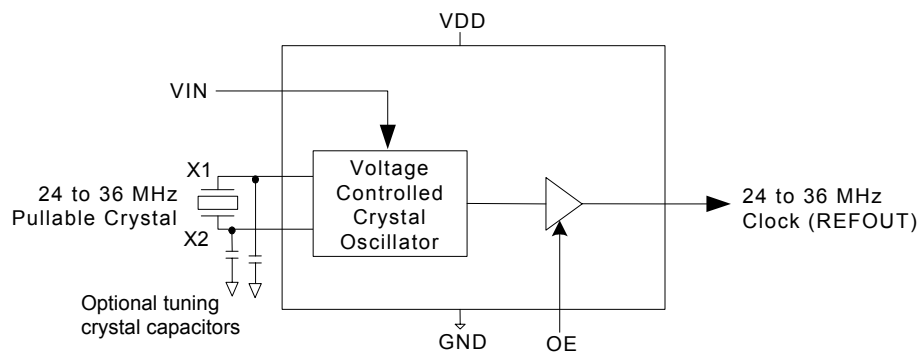 VDD
VIN
X1
Voltage
Controlled
Crystal
Oscillator
24 to 36 MHz
Pullable Crystal
24 to 36 MHz
Clock (REFOUT)
X2
Optional tuning
crystal capacitors
GND
OE